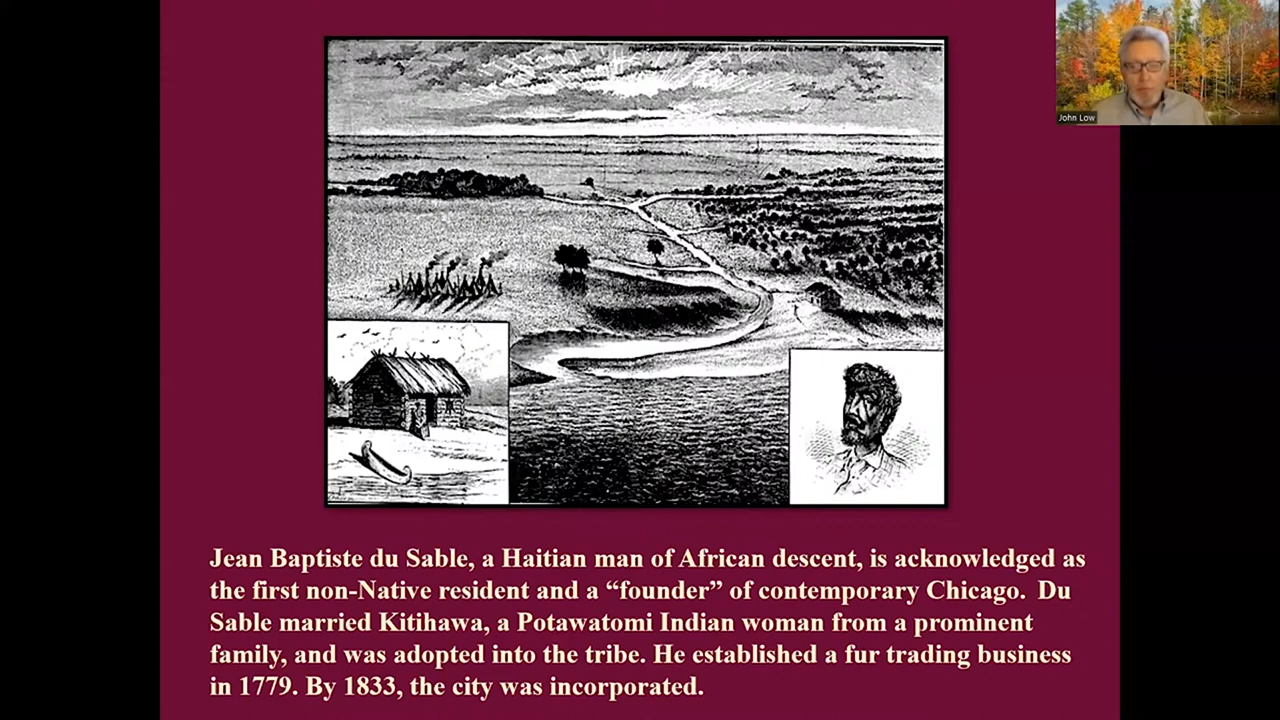 John Low
Jean Baptiste du Sable, a Haitian man of African descent, is acknowledged as
the first non-Native resident and a “founder” of contemporary Chicago.  Du
Sable married Kitihawa, a Potawatomi Indian woman from a prominent
family, and was adopted into the tribe. He established a fur trading business
in 1779. By 1833, the city was incorporated.